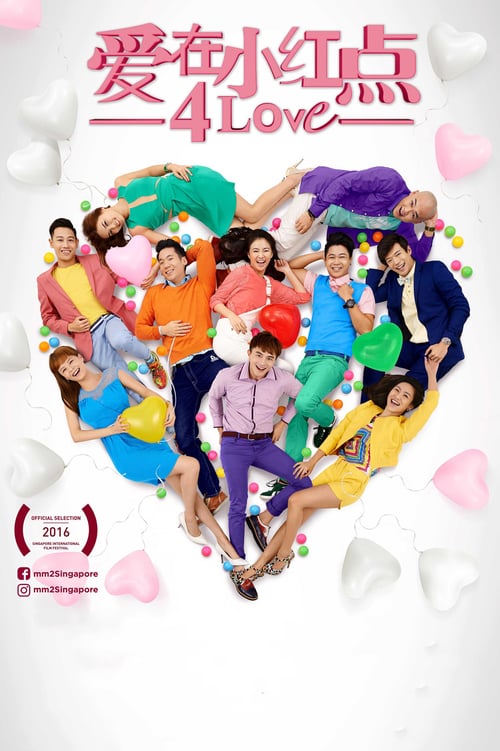 爱在小红点
4 Love
OFFICIAL SELECTION
2016
SINGAPORE INTERNATIONAL
FILM FESTIVAL
mm2Singapore
mm2Singapore